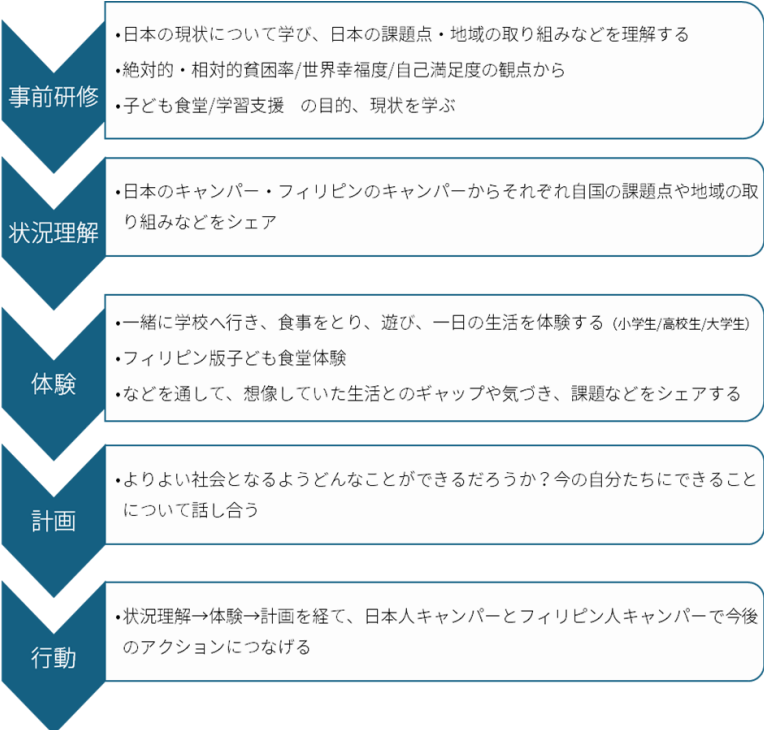 事前研修
•日本の現状について学び、日本の課題点・地域の取り組みなどを理解する
•絶対的・相対的貧困率/世界幸福度/自己満足度の観点から
•子ども食堂/学習支援　の目的、現状を学ぶ
状況理解
•日本のキャンパー・フィリピンのキャンパーからそれぞれ自国の課題点や地域の取
り組みなどをシェア
体験
•一緒に学校へ行き、食事をとり、遊び、一日の生活を体験する（小学生/高校生/大学生）
•フィリピン版子ども食堂体験
•などを通して、想像していた生活とのギャップや気づき、課題などをシェアする
計画
•よりよい社会となるようどんなことができるだろうか？今の自分たちにできること
について話し合う
行動
•状況理解→体験→計画を経て、日本人キャンパーとフィリピン人キャンパーで今後
のアクションにつなげる